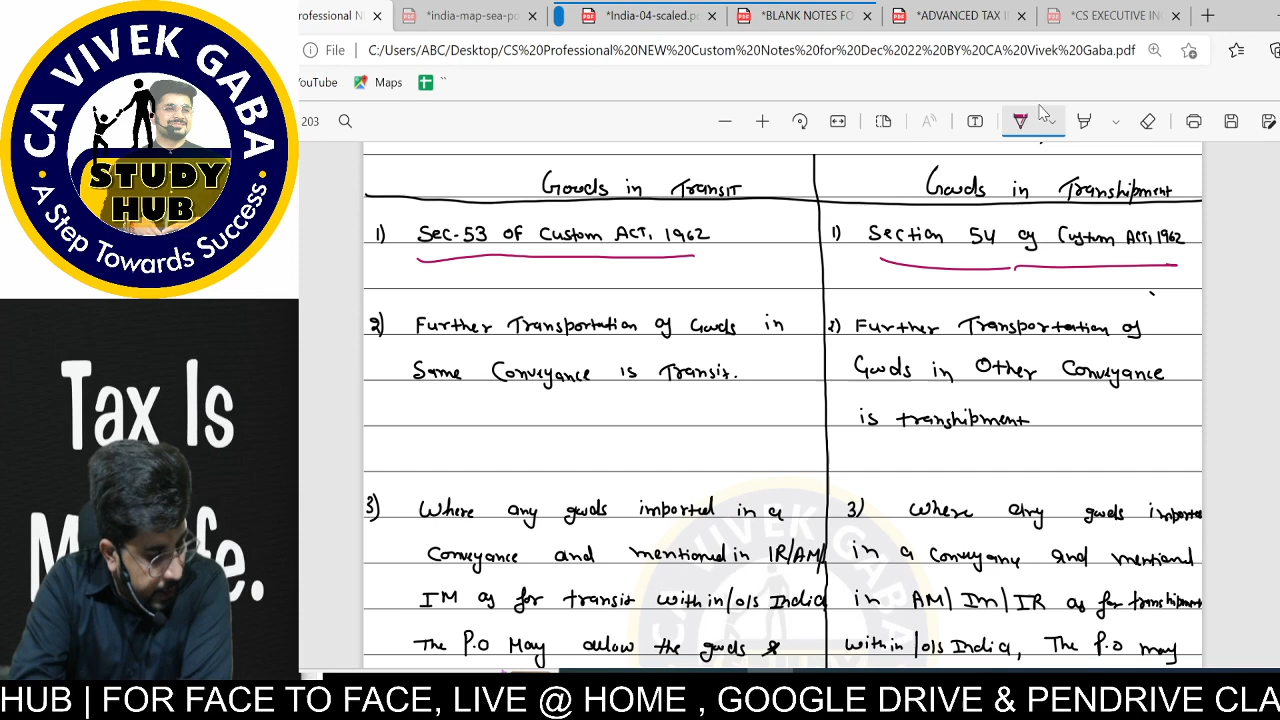 CA VIVEK GABA
STUDY
HUB
A Step Towards Success
Tax Is
fe.
rofessional N
*india-map-sea-po
*India-04-scaled.p
*BLANK NOTES FO
*ADVANCED TAX
*CS EXECUTIVE IN
File
C:/Users/ABC/Desktop/CS%20Professional%20NEW%20Custom%20Notes%20for%20Dec%2022%20BY%20CA%20Vivek%20Gaba.pdf
ouTube
Maps
203
Goods in Transit
Goods in Transhipment
1) Sec-53 of Custom ACT, 1962
1) Section 54 of Custom ACT, 1962
2) Further Transportation of Goods in
Same Conveyance is Transit.
2) Further Transportation of
Goods in Other Conveyance
is transhipment
3) Where any goods imported in a
Conveyance and mentioned in IR/AM/
IM as for transit within/o/s India
The P.O May allow the goods &
3) Where any goods imported
in a conveyany and mentioned
in AM/Im/IR as for transhipment
within/o/s India, The P.O may
HUB | FOR FACE TO FACE, LIVE @ HOME , GOOGLE DRIVE & PENDRIVE CLA